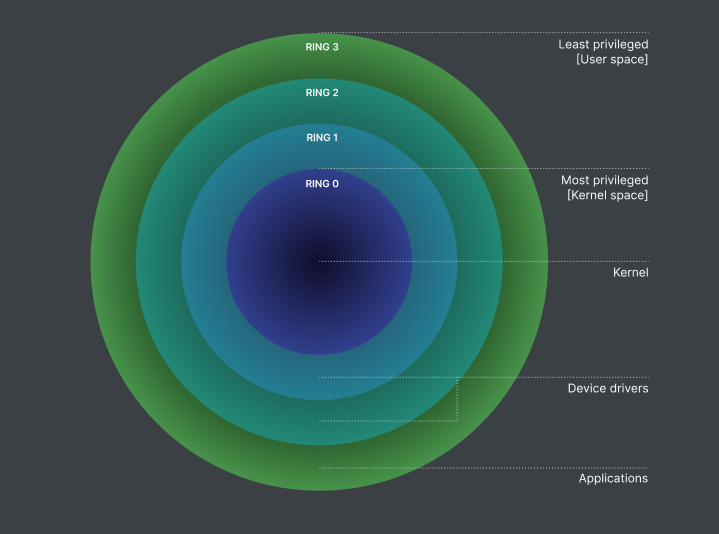 RING 3
Least privileged
[User space]
RING 2
RING 1
RING 0
Most privileged
[Kernel space]
Kernel
Device drivers
Applications